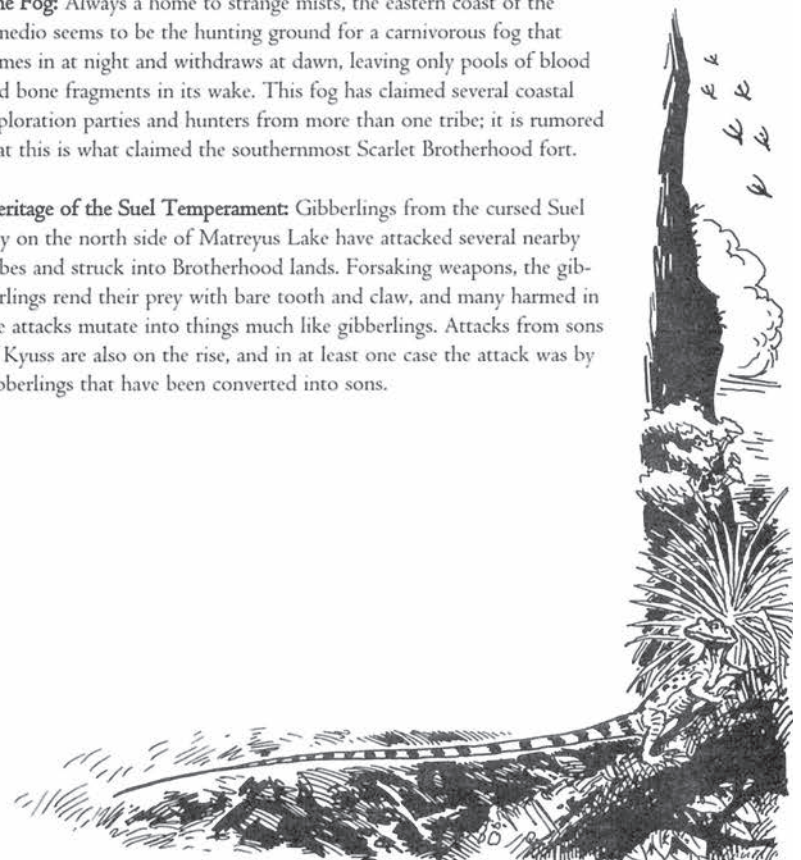 ne Fog: Always a home to strange mists, the eastern coast of the
nedio seems to be the hunting ground for a carnivorous fog that
mes in at night and withdraws at dawn, leaving only pools of blood
d bone fragments in its wake. This fog has claimed several coastal
ploration parties and hunters from more than one tribe; it is rumored
at this is what claimed the southernmost Scarlet Brotherhood fort.
eritage of the Suel Temperament: Gibberlings from the cursed Suel
y on the north side of Matreyus Lake have attacked several nearby
bes and struck into Brotherhood lands. Forsaking weapons, the gib-
rlings rend their prey with bare tooth and claw, and many harmed in
e attacks mutate into things much like gibberlings. Attacks from sons
Kyuss are also on the rise, and in at least one case the attack was by
bberlings that have been converted into sons.